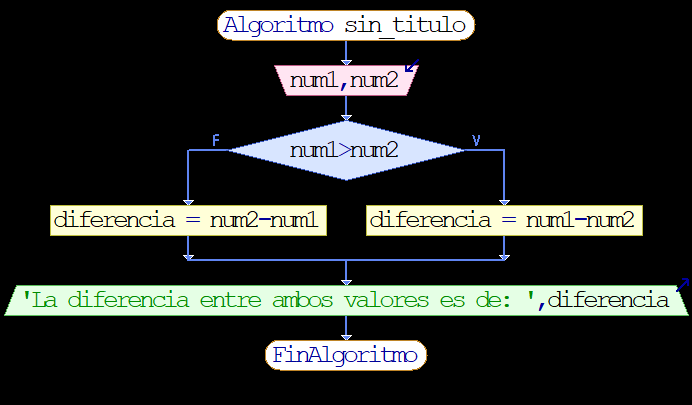 Algoritmo sin_titulo
num1,num2
num1>num2
F
V
diferencia = num2-num1
diferencia = num1-num2
'La diferencia entre ambos valores es de: ',diferencia
FinAlgoritmo